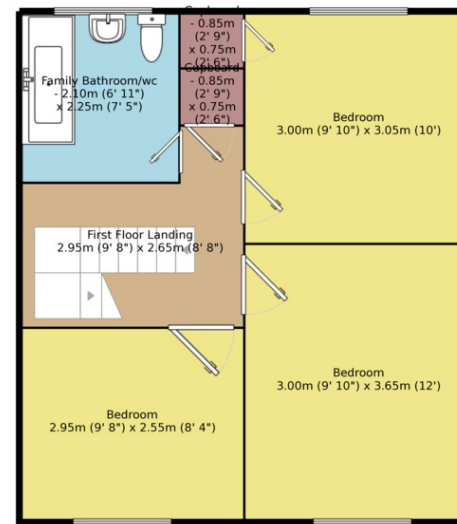 Cupboard
- 0.85m
(2' 9")
x 0.75m
(2' 6")
Cupboard
- 0.85m
(2' 9")
x 0.75m
(2' 6")
Family Bathroom/wc
- 2.10m (6' 11")
x 2.25m (7' 5")
Bedroom
3.00m (9' 10") x 3.05m (10')
First Floor Landing
2.95m (9' 8") x 2.65m (8' 8")
Bedroom
3.00m (9' 10") x 3.65m (12')
Bedroom
2.95m (9' 8") x 2.55m (8' 4")